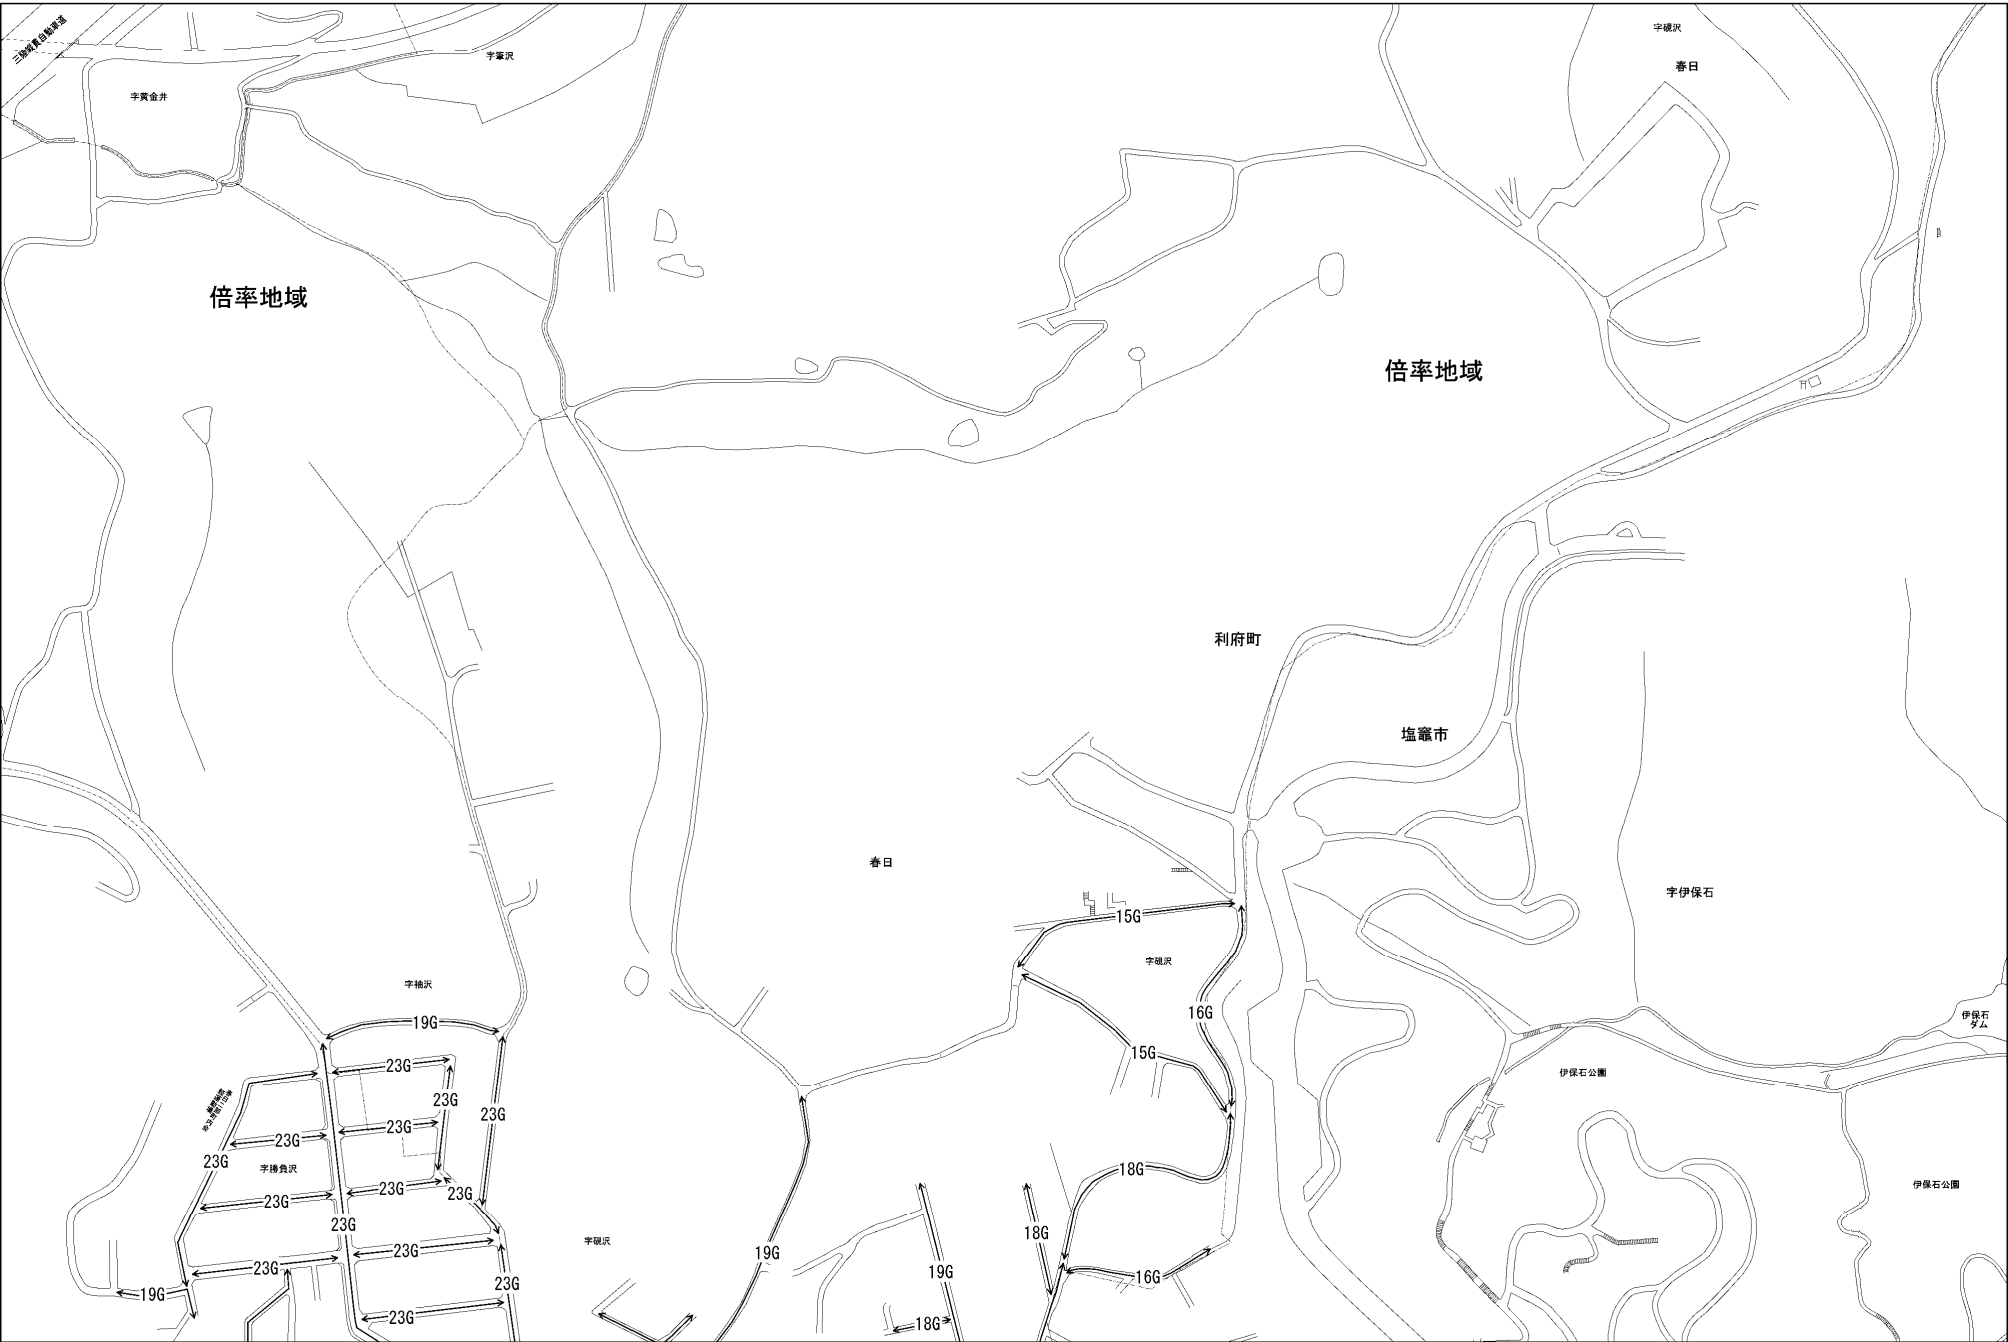 三陸縦貫自動車道
字硯沢
字筆沢
春日
字黄金井
倍率地域
倍率地域
利府町
塩竈市
春日
字伊保石
15G
字硯沢
字袖沢
16G
19G
伊保石
ダム
15G
23G
伊保石公園
23G
23G
23G
23G
23G
18G
字勝負沢
伊保石公園
23G
23G
23G
23G
23G
18G
字硯沢
23G
19G
23G
19G
16G
23G
19G
23G
18G